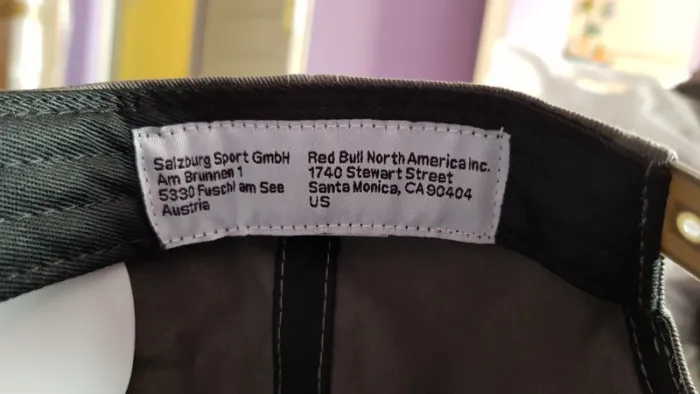 Salzburg Sport GmbH
Am Brunnen 1
5330 Fuschl am See
Austria
Red Bull North America Inc.
1740 Stewart Street
Santa Monica, CA 90404
US